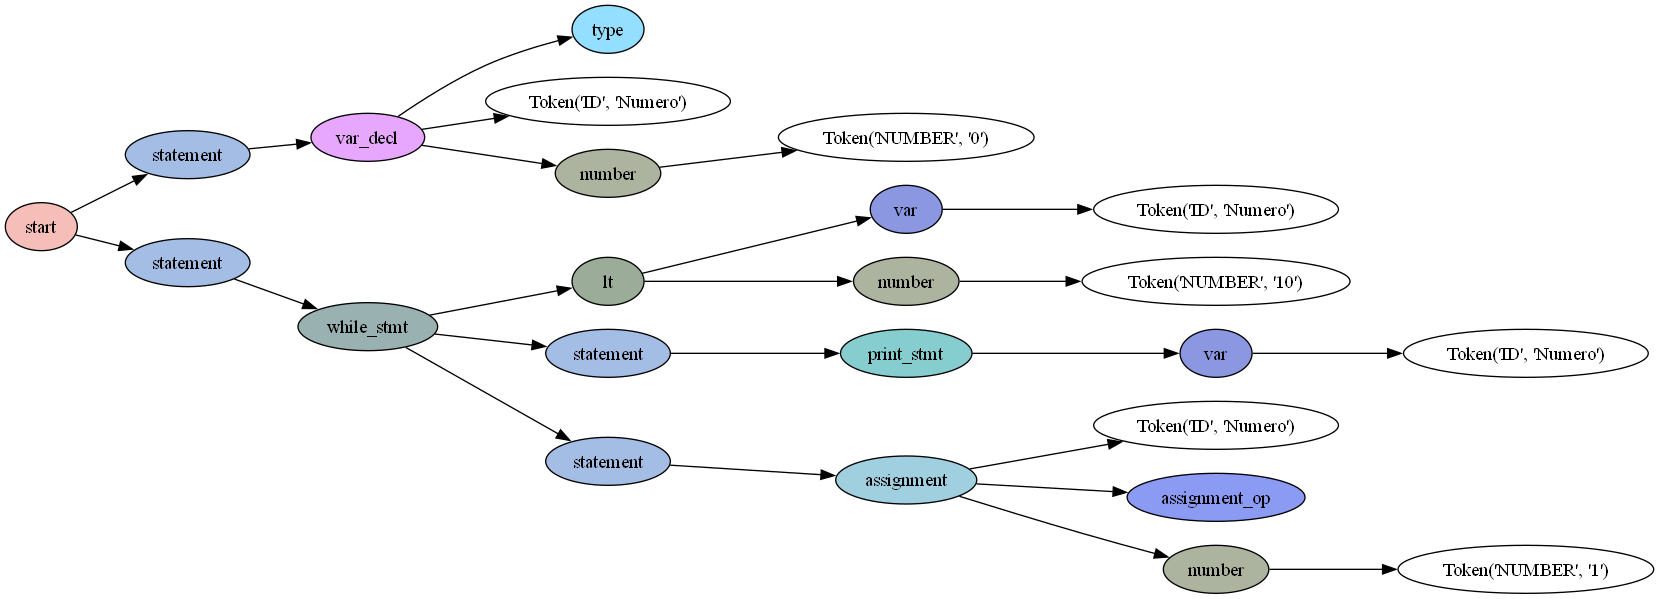 type
Token('ID', 'Numero')
var_decl
Token('NUMBER', '0')
statement
number
var
Token('ID', 'Numero')
start
statement
lt
number
Token('NUMBER', '10')
while_stmt
statement
print_stmt
var
Token('ID', 'Numero')
Token('ID', 'Numero')
statement
assignment
assignment_op
number
Token('NUMBER', '1')